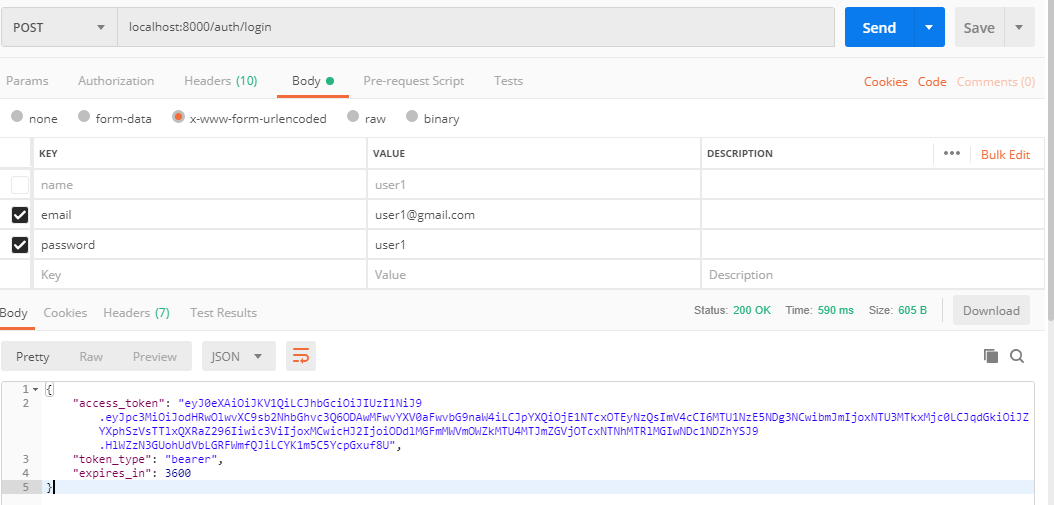 POST localhost:8000/auth/login Send Save
Params Authorization Headers (10) Body Pre-request Script Tests Cookies Code Comments (0)
none form-data x-www-form-urlencoded raw binary
KEY VALUE DESCRIPTION ••• Bulk Edit
name user1
email user1@gmail.com
password user1
Key Value Description
Body Cookies Headers (7) Test Results Status: 200 OK Time: 590 ms Size: 605 B Download
Pretty Raw Preview JSON
1 {
2 "access_token": "eyJ0eXAiOiJKV1QiLCJhbGciOiJIUzI1NiJ9
.eyJpc3MiOiJodHRwOlwvXC9sb2NhbGhvc3Q6ODAwMFwvYXV0aFwvbG9naW4iLCJpYXQiOjE1NTcxOTEyNzQsImV4cCI6MTU1NzE5NDg3NCwibmJmIjoxNTU3MTkxMjc0LCJqdGkiOiJZ
YXphSzVsTTlxQXRaZ296Iiwic3ViIjoxMCwicHJ2IjoiODdlMGFmMWVmOWZkMTU4MTJmZGVjOTcxNTNhMTRlMGIwNDc1NDZhYSJ9
.HlWZzN3GUohUdVbLGRFWmfQJiLCYK1m5C5YcpGxuf8U",
3 "token_type": "bearer",
4 "expires_in": 3600
5 }